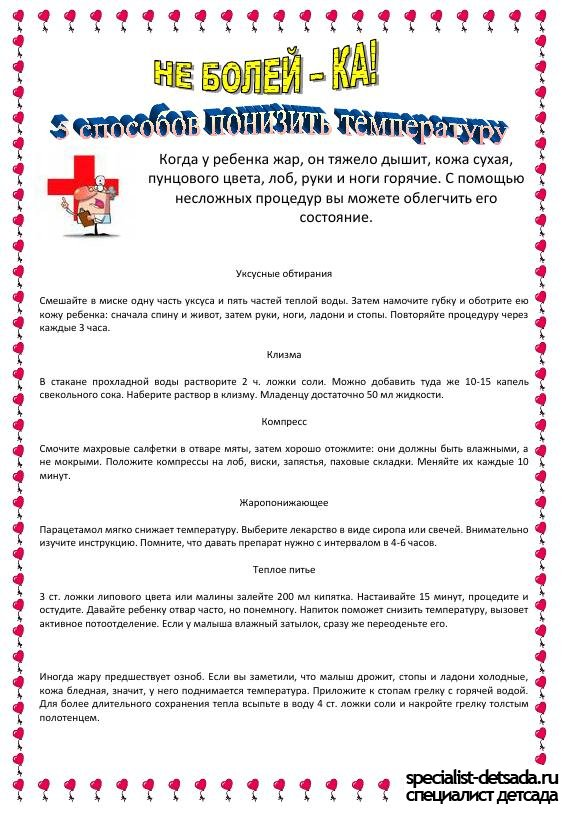 НЕ БОЛЕЙ – КА!
5 способов понизить температуру
Когда у ребенка жар, он тяжело дышит, кожа сухая,
пунцового цвета, лоб, руки и ноги горячие. С помощью
несложных процедур вы можете облегчить его
состояние.
Уксусные обтирания
Смешайте в миске одну часть уксуса и пять частей теплой воды. Затем намочите губку и оботрите ею
кожу ребенка: сначала спину и живот, затем руки, ноги, ладони и стопы. Повторяйте процедуру через
каждые 3 часа.
Клизма
В стакане прохладной воды растворите 2 ч. ложки соли. Можно добавить туда же 10-15 капель
свекольного сока. Наберите раствор в клизму. Младенцу достаточно 50 мл жидкости.
Компресс
Смочите махровые салфетки в отваре мяты, затем хорошо отожмите: они должны быть влажными, а
не мокрыми. Положите компрессы на лоб, виски, запястья, паховые складки. Меняйте их каждые 10
минут.
Жаропонижающее
Парацетамол мягко снижает температуру. Выберите лекарство в виде сиропа или свечей. Внимательно
изучите инструкцию. Помните, что давать препарат нужно с интервалом в 4-6 часов.
Теплое питье
3 ст. ложки липового цвета или малины залейте 200 мл кипятка. Настаивайте 15 минут, процедите и
остудите. Давайте ребенку отвар часто, но понемногу. Напиток поможет снизить температуру, вызовет
активное потоотделение. Если у малыша влажный затылок, сразу же переоденьте его.
Иногда жару предшествует озноб. Если вы заметили, что малыш дрожит, стопы и ладони холодные,
кожа бледная, значит, у него поднимается температура. Приложите к стопам грелку с горячей водой.
Для более длительного сохранения тепла всыпьте в воду 4 ст. ложки соли и накройте грелку толстым
полотенцем.
specialist-detsada.ru
специалист детсада